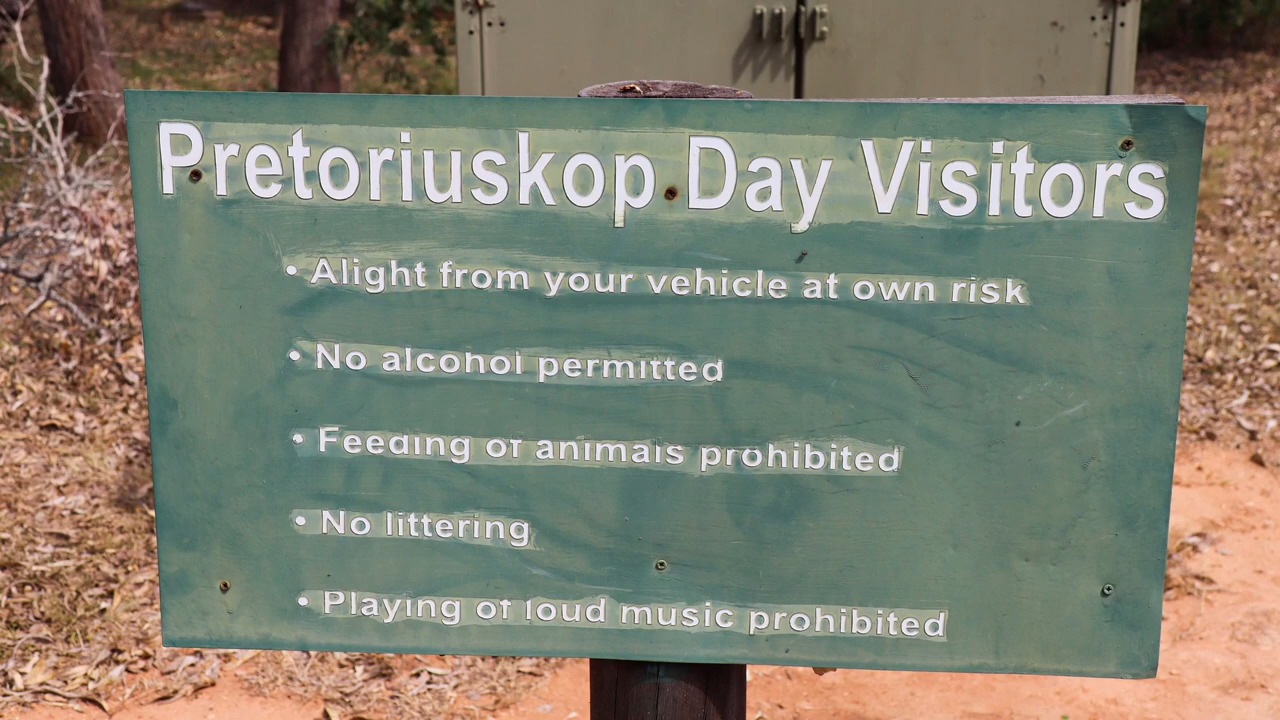 Pretoriuskop Day Visitors
• Alight from your vehicle at own risk
• No alcohol permitted
• Feeding of animals prohibited
• No littering
• Playing of loud music prohibited